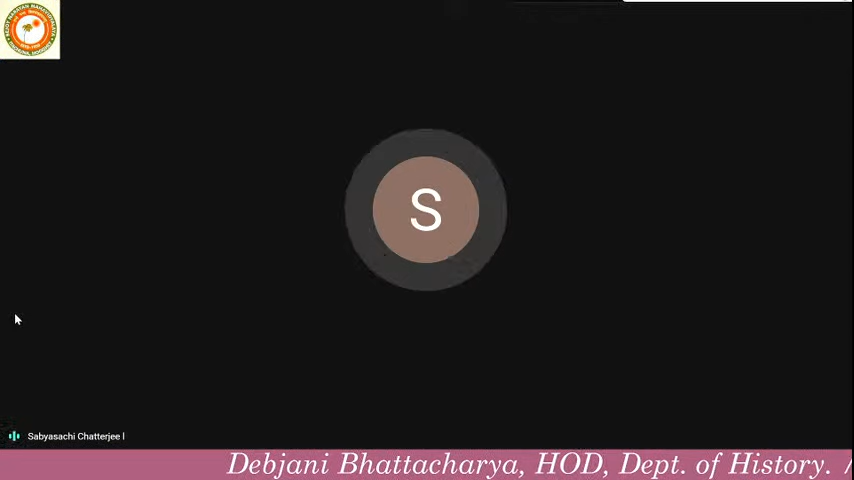 S
Sabyasachi Chatterjee l
Debjani Bhattacharya, HOD, Dept. of History. /